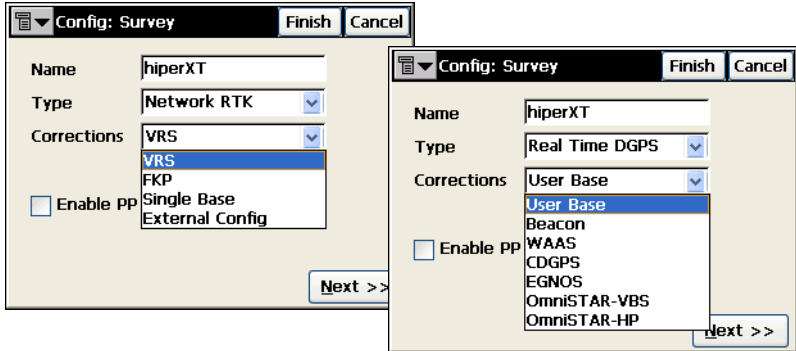 Config: Survey Finish Cancel
Name hiperXT
Type Network RTK
Corrections VRS
VRS
FKP
Single Base
External Config
Enable PP
Next >>
Config: Survey Finish Cancel
Name hiperXT
Type Real Time DGPS
Corrections User Base
User Base
Beacon
WAAS
CDGPS
EGNOS
OmniSTAR-VBS
OmniSTAR-HP
Enable PP
Next >>